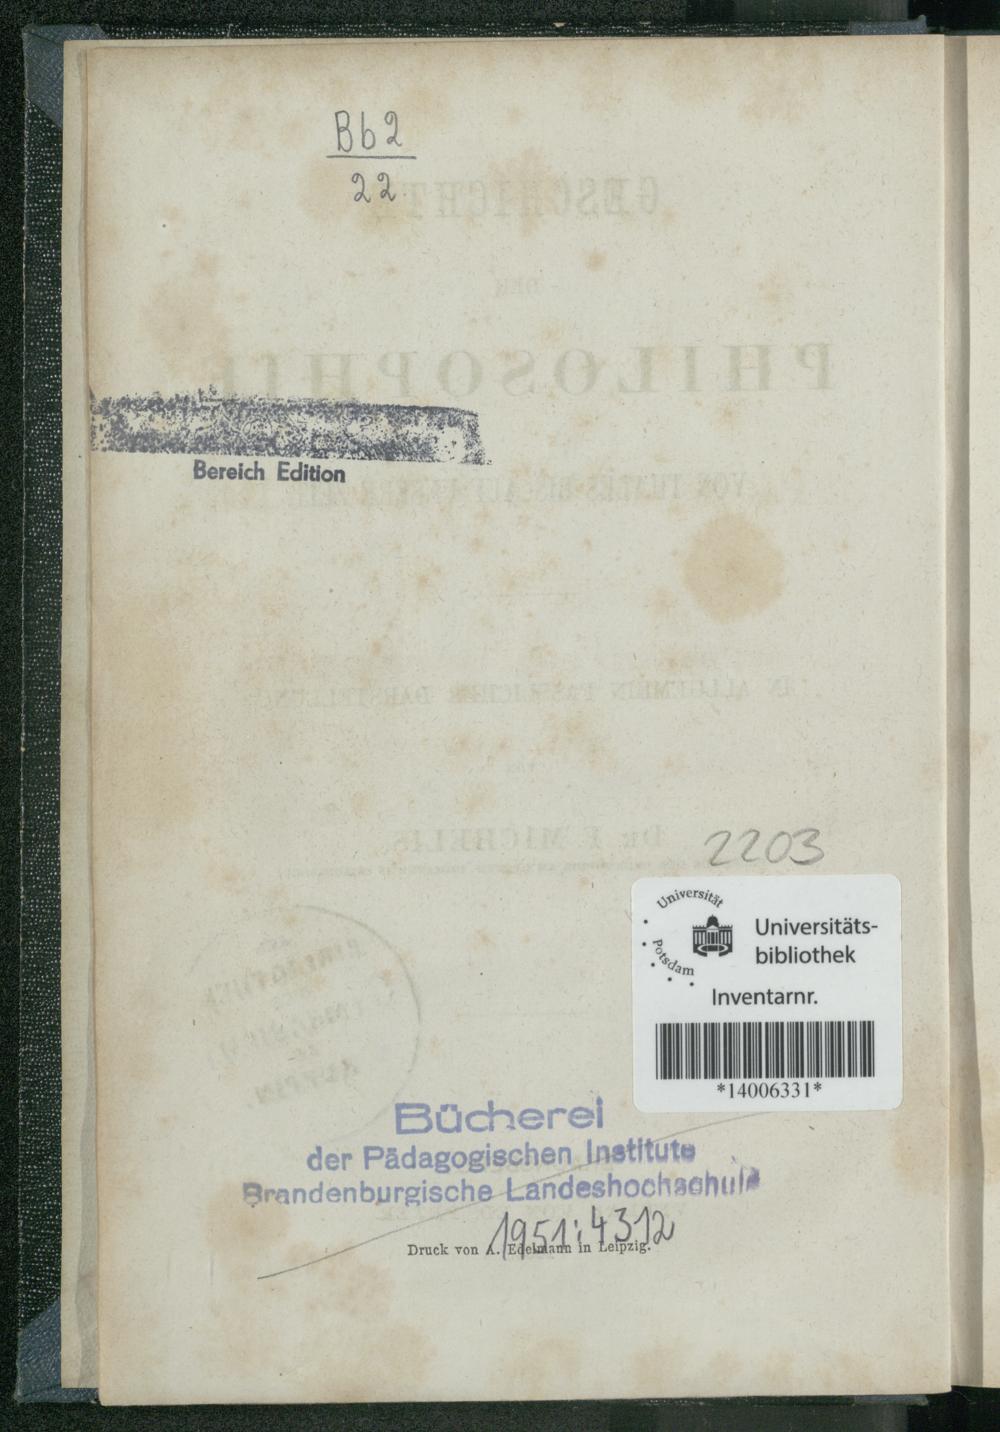 Bb2
22
Bereich Edition
2203
Universität
Potsdam
Universitäts-
bibliothek
Inventarnr.
*14006331*
Bücherei
der Pädagogischen Institute
Brandenburgische Landeshochschule
1951:4312
Druck von A. Edelmann in Leipzig.